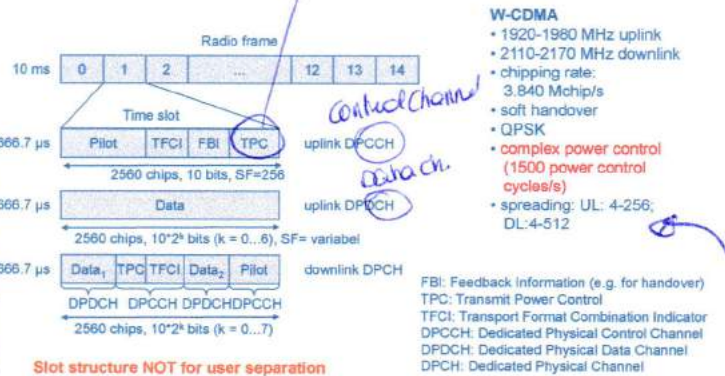 Radio frame
10 ms 0 1 2 ... 12 13 14
Time slot
666.7 µs Pilot TFCI FBI TPC uplink DPCCH
2560 chips, 10 bits, SF=256
Control Channel
Data ch.
666.7 µs Data uplink DPDCH
2560 chips, 10*2ᵏ bits (k = 0...6), SF= variabel
666.7 µs Data₁ TPC TFCI Data₂ Pilot downlink DPCH
DPDCH DPCCH DPDCH DPCCH
2560 chips, 10*2ᵏ bits (k = 0...7)
Slot structure NOT for user separation
W-CDMA
• 1920-1980 MHz uplink
• 2110-2170 MHz downlink
• chipping rate:
3.840 Mchip/s
• soft handover
• QPSK
• complex power control
(1500 power control
cycles/s)
• spreading: UL: 4-256;
DL:4-512
FBI: Feedback Information (e.g. for handover)
TPC: Transmit Power Control
TFCI: Transport Format Combination Indicator
DPCCH: Dedicated Physical Control Channel
DPDCH: Dedicated Physical Data Channel
DPCH: Dedicated Physical Channel